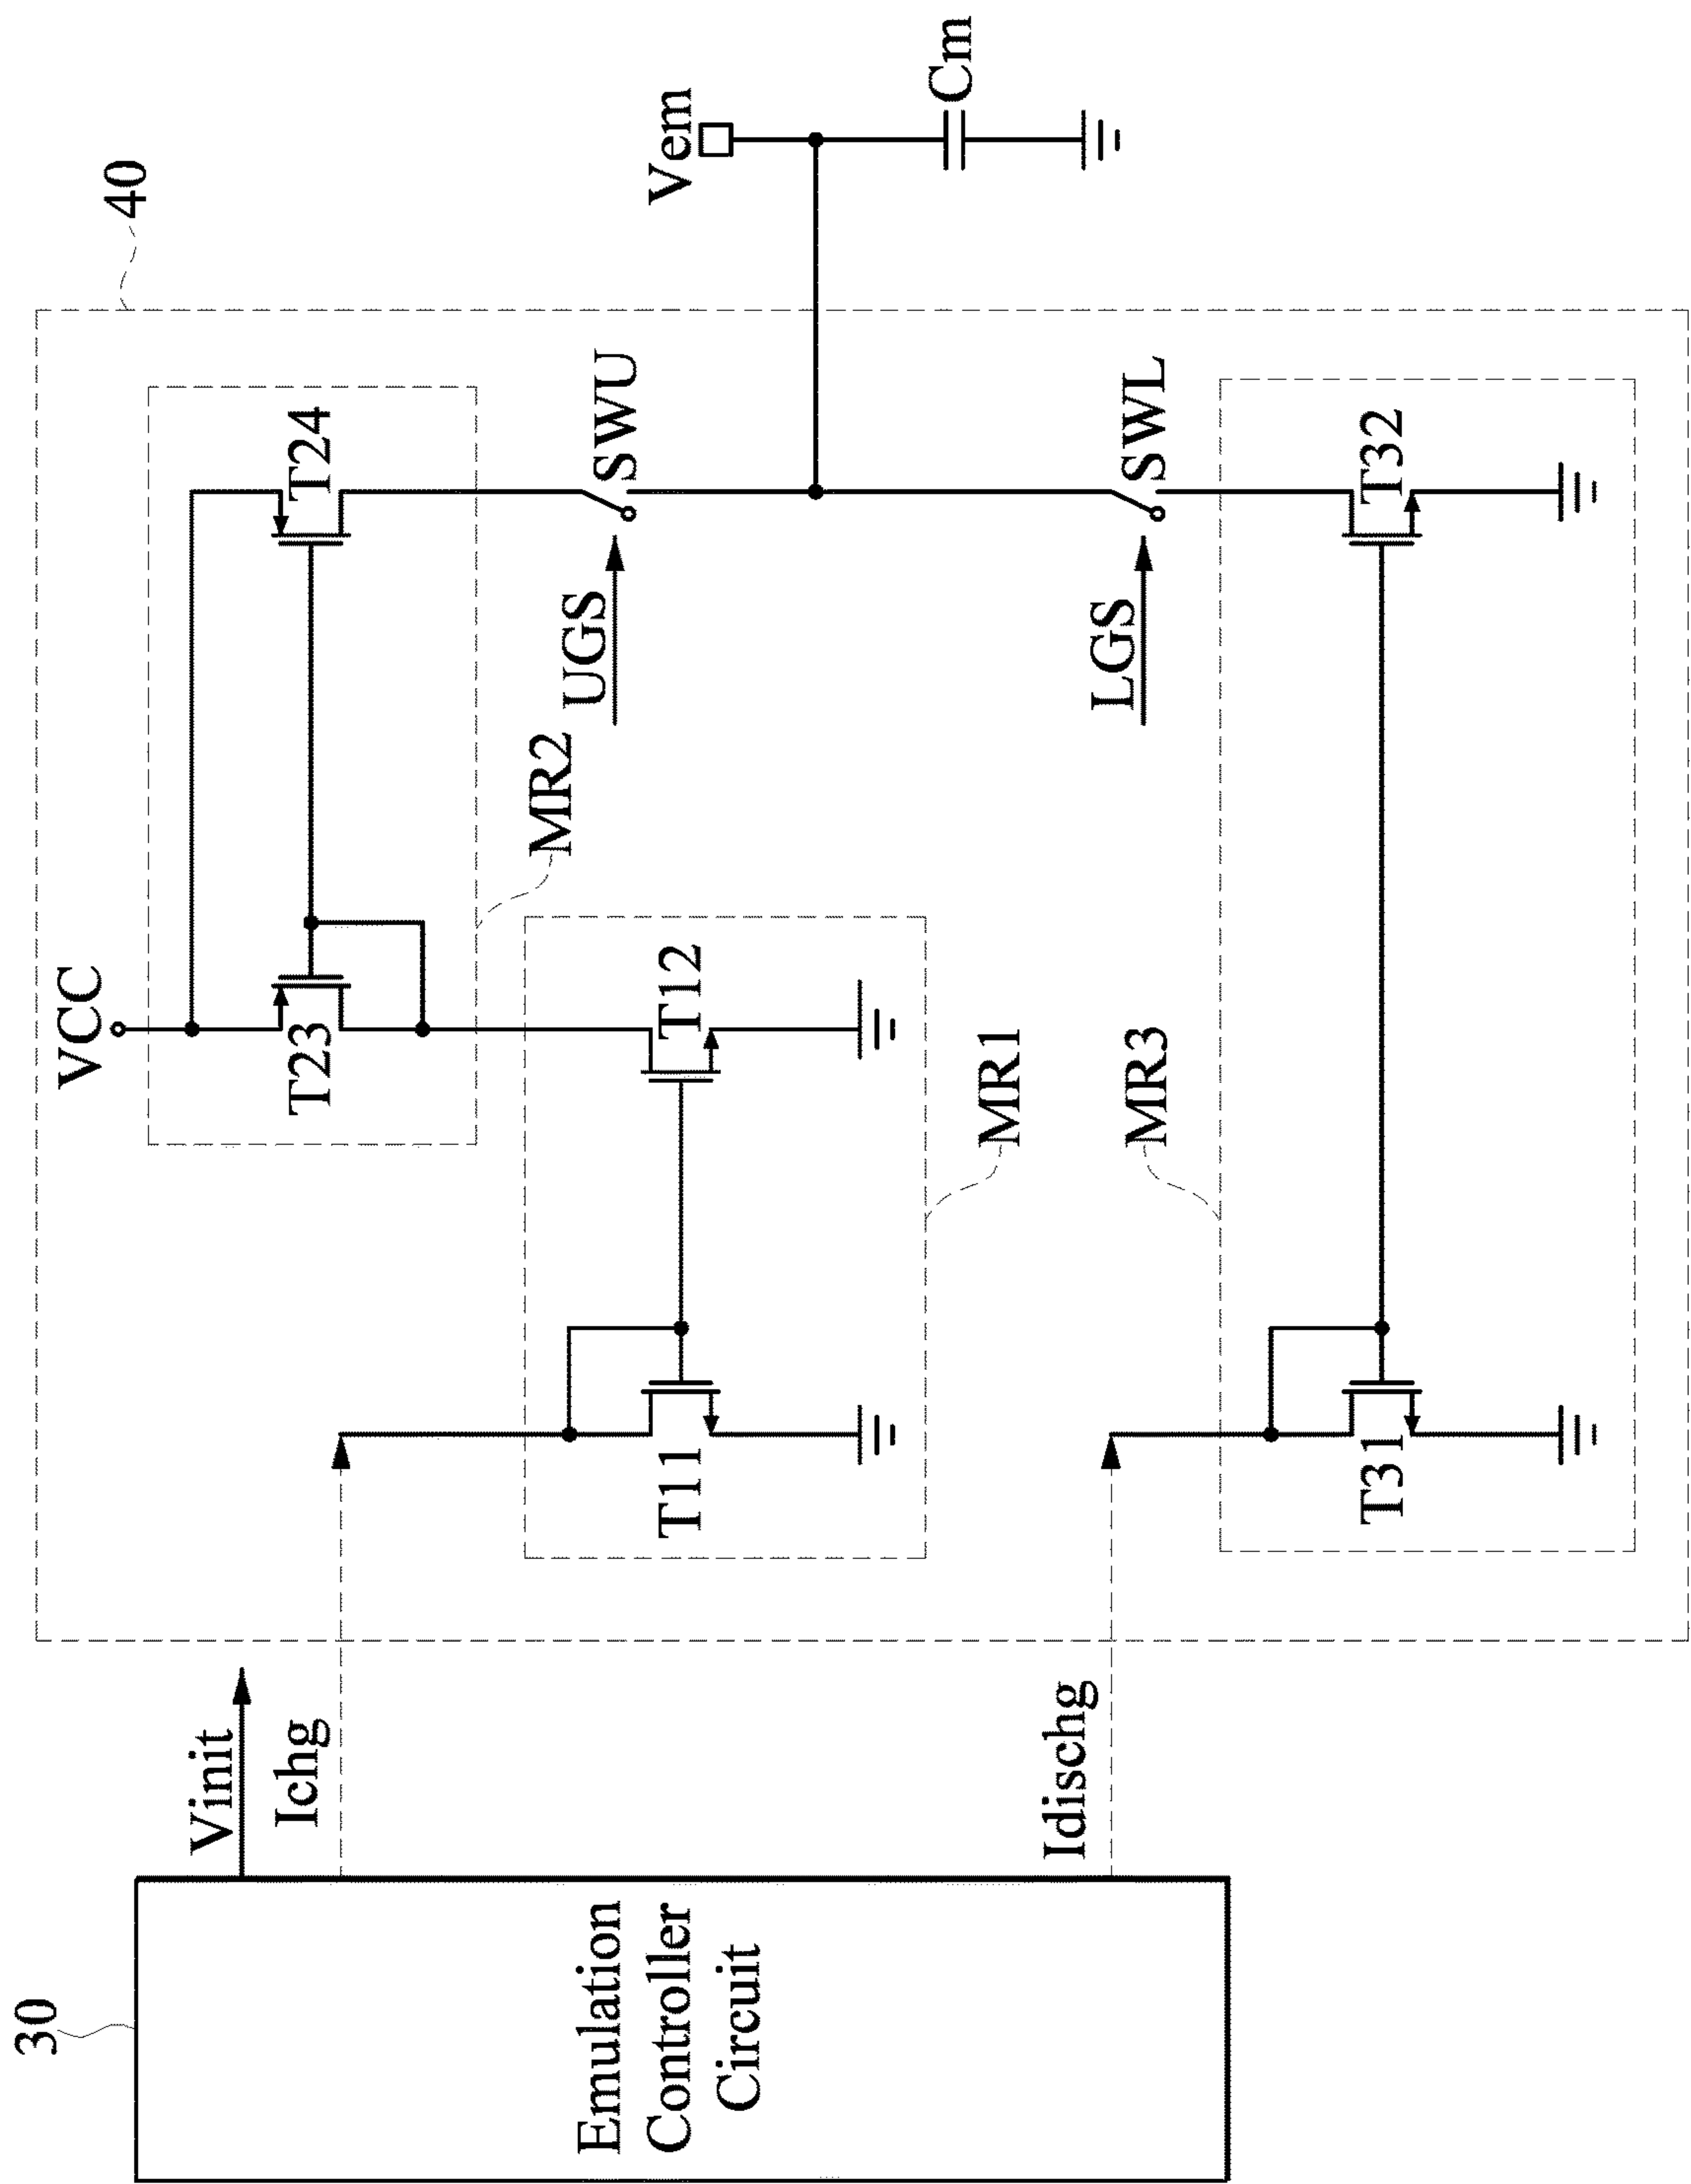 30
Emulation
Controller
Circuit
Vinit
Ichg
Idischg
40
VCC
T23
T24
MR2
T11
T12
MR1
UGS
SWU
LGS
SWL
MR3
T31
T32
Vem
Cm